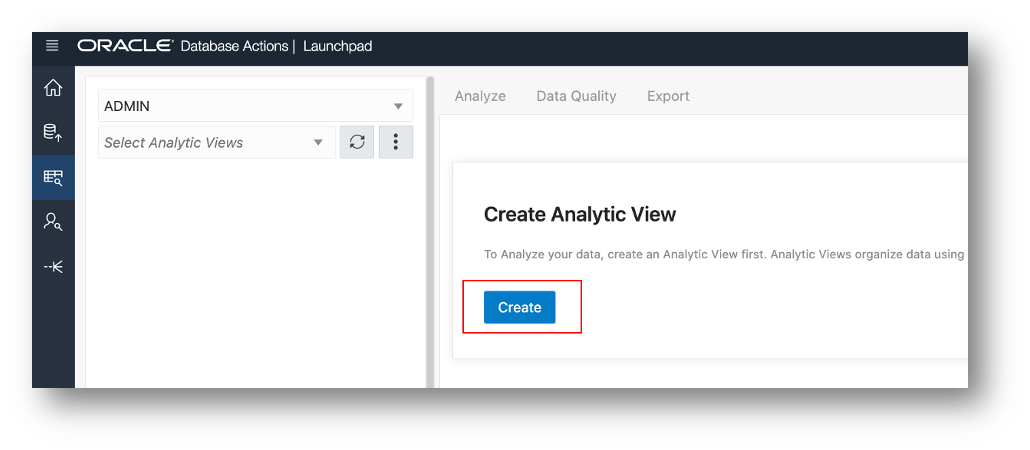 ORACLE Database Actions | Launchpad
ADMIN
Select Analytic Views
Analyze Data Quality Export
Create Analytic View
To Analyze your data, create an Analytic View first. Analytic Views organize data using
Create